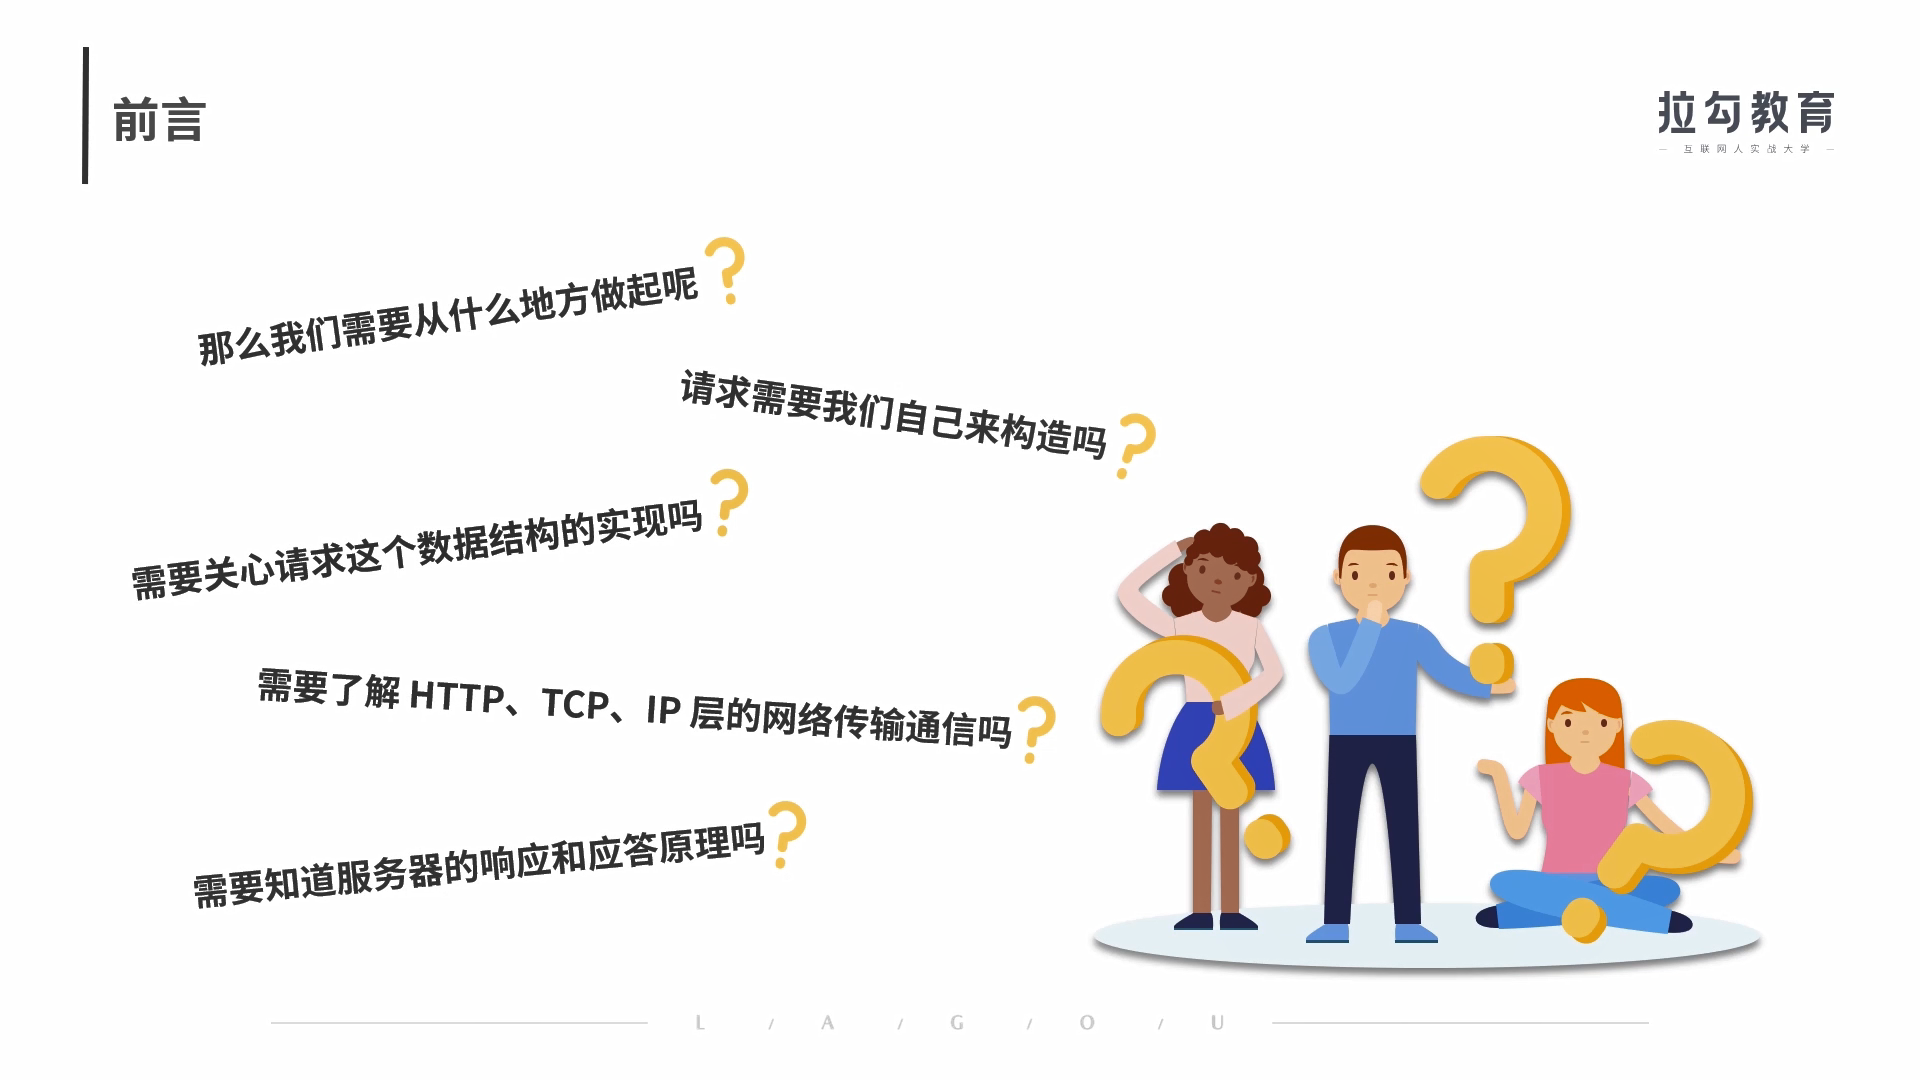 前言
拉勾教育
— 互联网人实战大学 —
那么我们需要从什么地方做起呢？
请求需要我们自己来构造吗？
需要关心请求这个数据结构的实现吗？
需要了解 HTTP、TCP、IP 层的网络传输通信吗？
需要知道服务器的响应和应答原理吗？
L / A / G / O / U